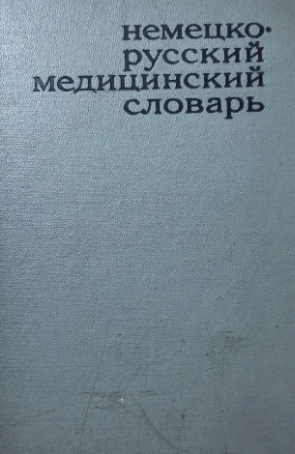 немецко-
русский
медицинский
словарь